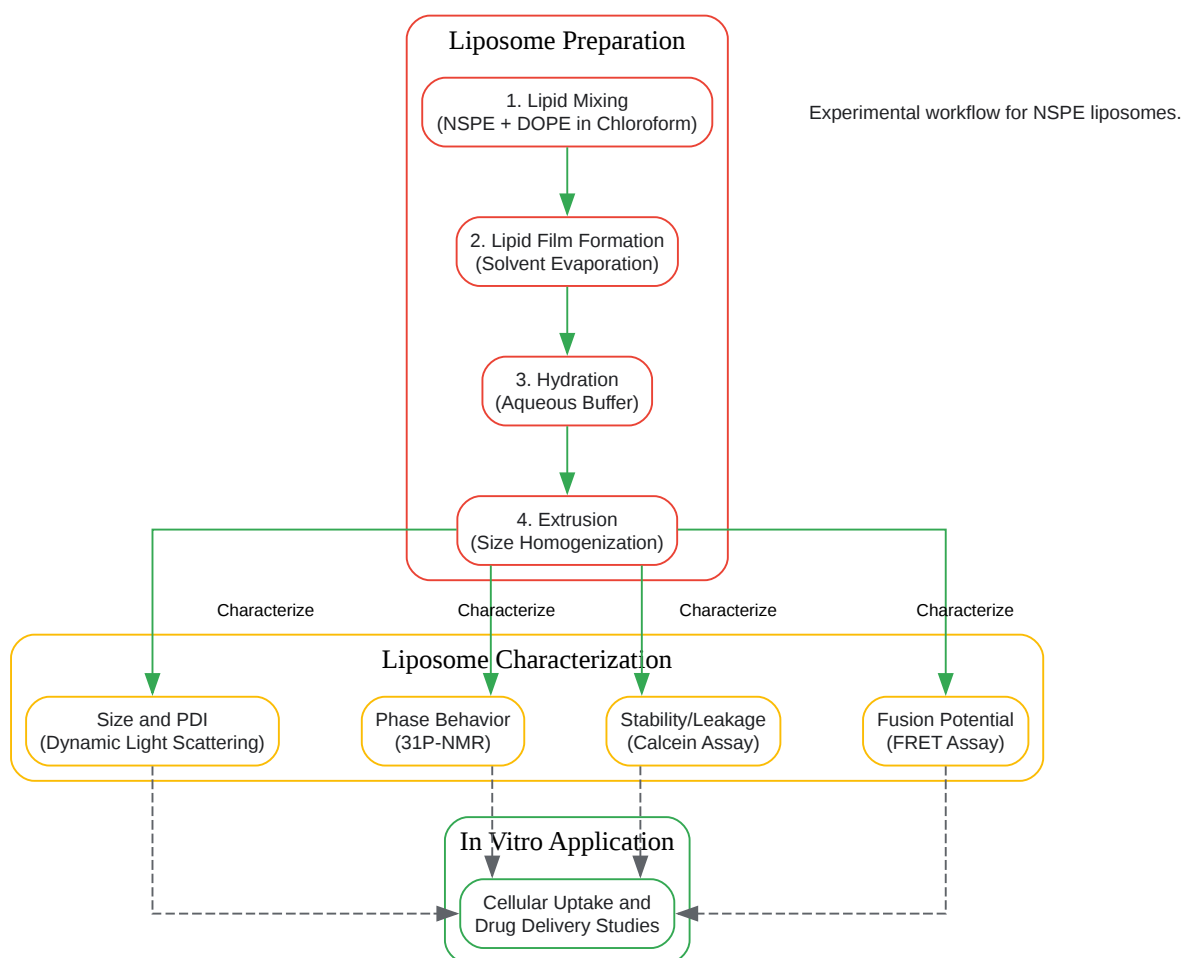 Liposome Preparation
1. Lipid Mixing
(NSPE + DOPE in Chloroform)
Experimental workflow for NSPE liposomes.
2. Lipid Film Formation
(Solvent Evaporation)
3. Hydration
(Aqueous Buffer)
4. Extrusion
(Size Homogenization)
Characterize
Characterize
Characterize
Characterize
Liposome Characterization
Size and PDI
(Dynamic Light Scattering)
Phase Behavior
(31P-NMR)
Stability/Leakage
(Calcein Assay)
Fusion Potential
(FRET Assay)
In Vitro Application
Cellular Uptake and
Drug Delivery Studies